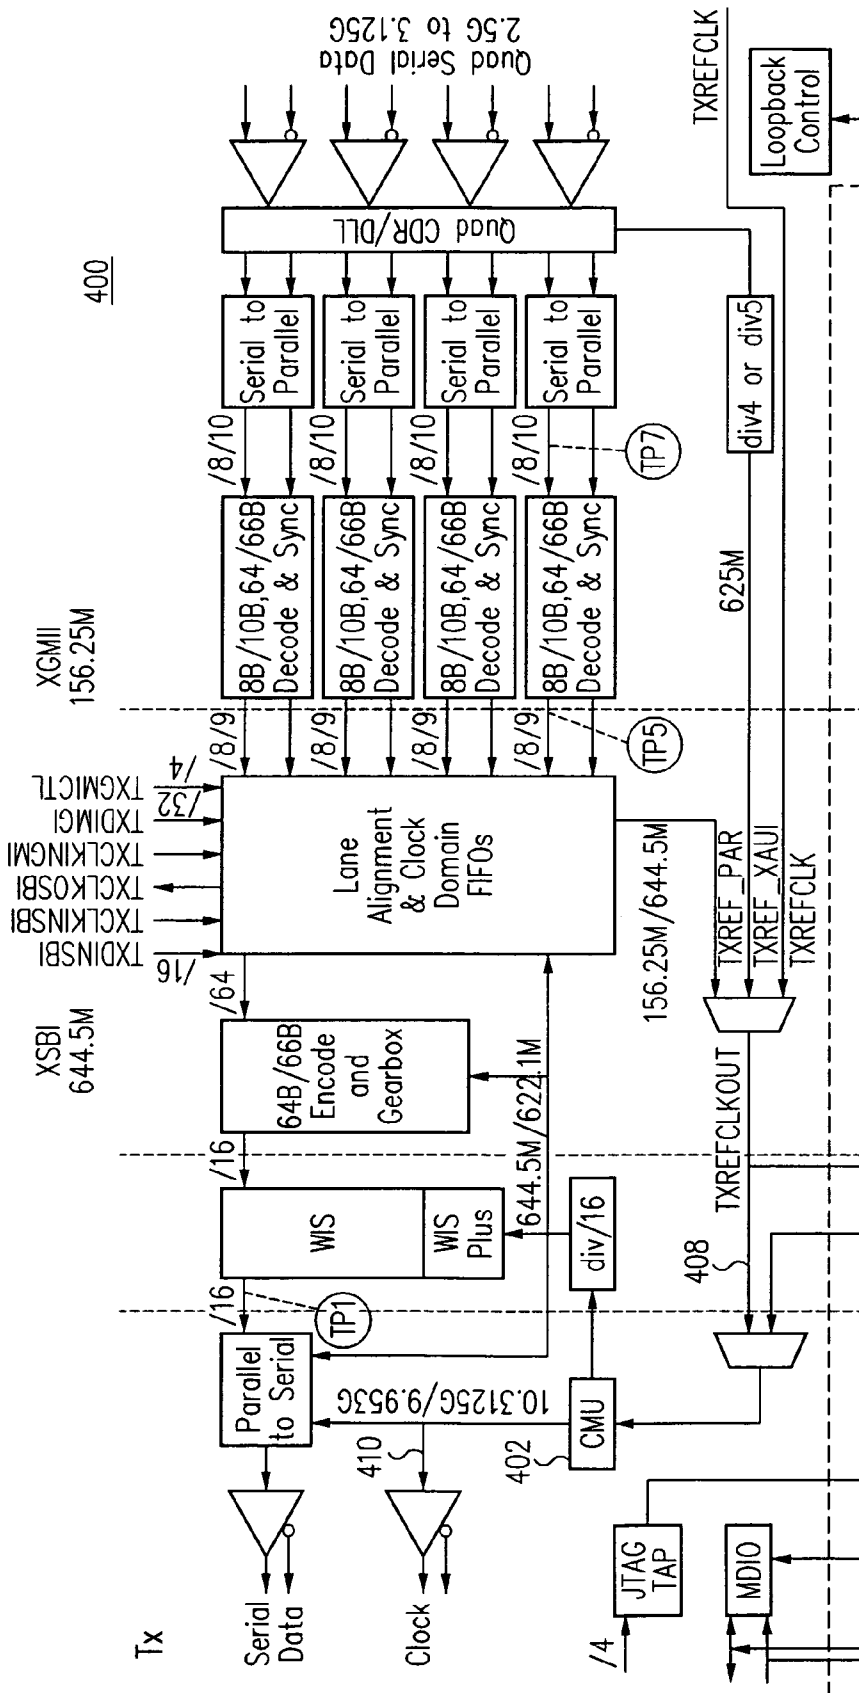 400
Quad Serial Data
2.5G to 3.125G
TXREFCLK
Loopback
Control
Quad CDR/DLL
Serial to
Parallel
Serial to
Parallel
Serial to
Parallel
Serial to
Parallel
div4 or div5
/8/10
/8/10
/8/10
/8/10
TP7
8B/10B,64/66B
Decode & Sync
8B/10B,64/66B
Decode & Sync
8B/10B,64/66B
Decode & Sync
8B/10B,64/66B
Decode & Sync
625M
XGMII
156.25M
/8/9
/8/9
/8/9
/8/9
TP5
TXGMICTL
/4
TXDIMGI
/32
TXCLKINGMI
TXCLKOSBI
TXCLKINSBI
TXDINSBI
/16
Lane
Alignment
& Clock
Domain
FIFOs
156.25M/644.5M
TXREF_PAR
TXREF_XAUI
TXREFCLK
XSBI
644.5M
/64
64B/66B
Encode
and
Gearbox
644.5M/622.1M
TXREFCLKOUT
/16
WIS
WIS
Plus
div/16
408
/16
TP1
Parallel
to Serial
10.3125G/9.953G
410
402
CMU
Tx
Serial
Data
Clock
JTAG
TAP
/4
MDIO